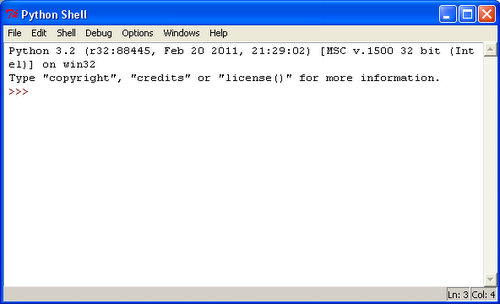 Python Shell
File Edit Shell Debug Options Windows Help
Python 3.2 (r32:88445, Feb 20 2011, 21:29:02) [MSC v.1500 32 bit (Int
el)] on win32
Type "copyright", "credits" or "license()" for more information.
>>>
Ln: 3 Col: 4